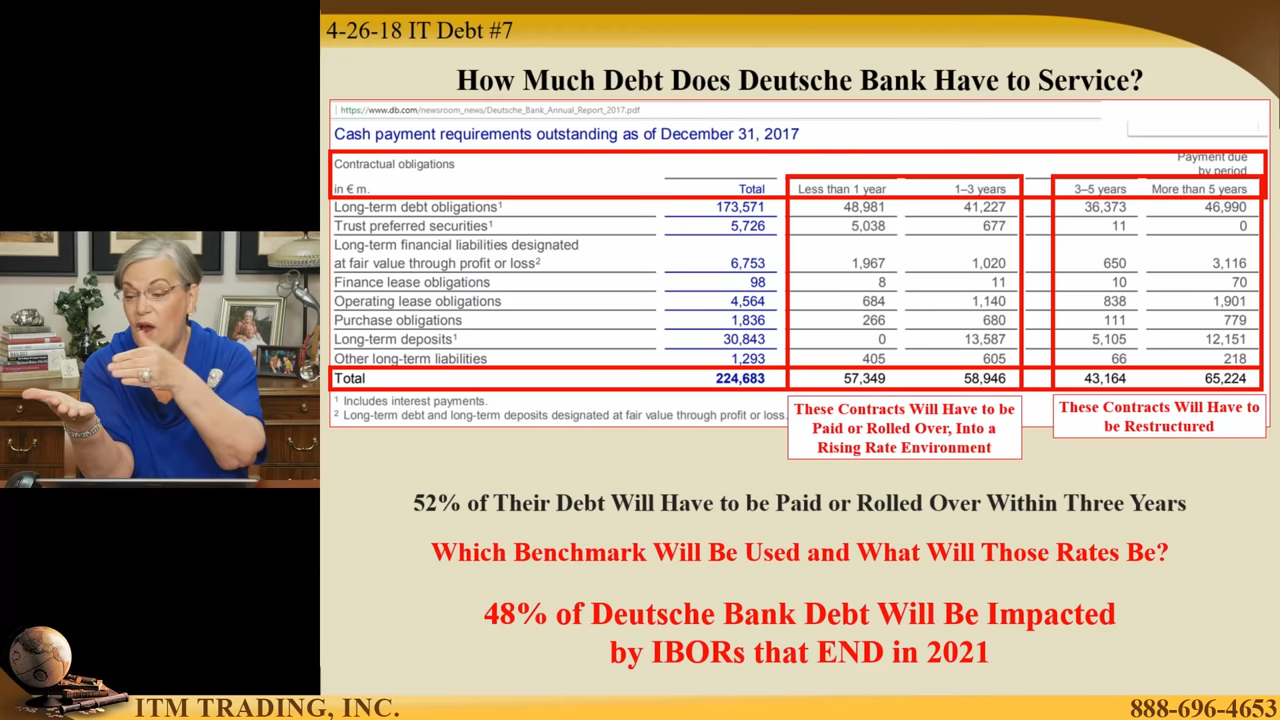 4-26-18 IT Debt #7
How Much Debt Does Deutsche Bank Have to Service?
https://www.db.com/newsroom_news/Deutsche_Bank_Annual_Report_2017.pdf
Cash payment requirements outstanding as of December 31, 2017
Contractual obligations Payment due by period
in € m. Total Less than 1 year 1–3 years 3–5 years More than 5 years
Long-term debt obligations¹ 173,571 48,981 41,227 36,373 46,990
Trust preferred securities¹ 5,726 5,038 677 11 0
Long-term financial liabilities designated
at fair value through profit or loss² 6,753 1,967 1,020 650 3,116
Finance lease obligations 98 8 11 10 70
Operating lease obligations 4,564 684 1,140 838 1,901
Purchase obligations 1,836 266 680 111 779
Long-term deposits¹ 30,843 0 13,587 5,105 12,151
Other long-term liabilities 1,293 405 605 66 218
Total 224,683 57,349 58,946 43,164 65,224
¹ Includes interest payments.
² Long-term debt and long-term deposits designated at fair value through profit or loss.
These Contracts Will Have to be
Paid or Rolled Over, Into a
Rising Rate Environment
These Contracts Will Have to
be Restructured
52% of Their Debt Will Have to be Paid or Rolled Over Within Three Years
Which Benchmark Will Be Used and What Will Those Rates Be?
48% of Deutsche Bank Debt Will Be Impacted
by IBORs that END in 2021
ITM TRADING, INC.
888-696-4653